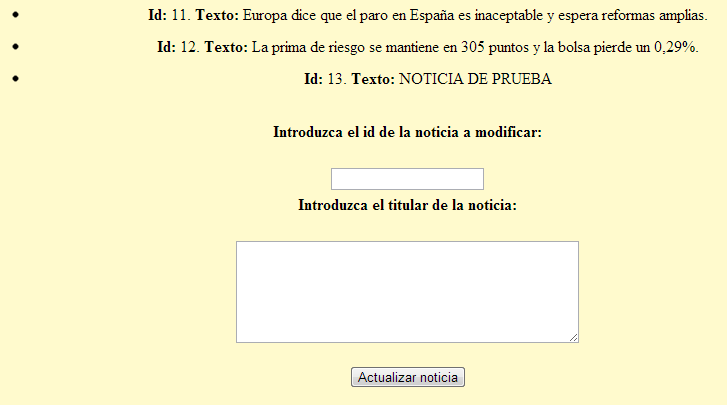 Id: 11. Texto: Europa dice que el paro en España es inaceptable y espera reformas amplias.
Id: 12. Texto: La prima de riesgo se mantiene en 305 puntos y la bolsa pierde un 0,29%.
Id: 13. Texto: NOTICIA DE PRUEBA
Introduzca el id de la noticia a modificar:
Introduzca el titular de la noticia:
Actualizar noticia